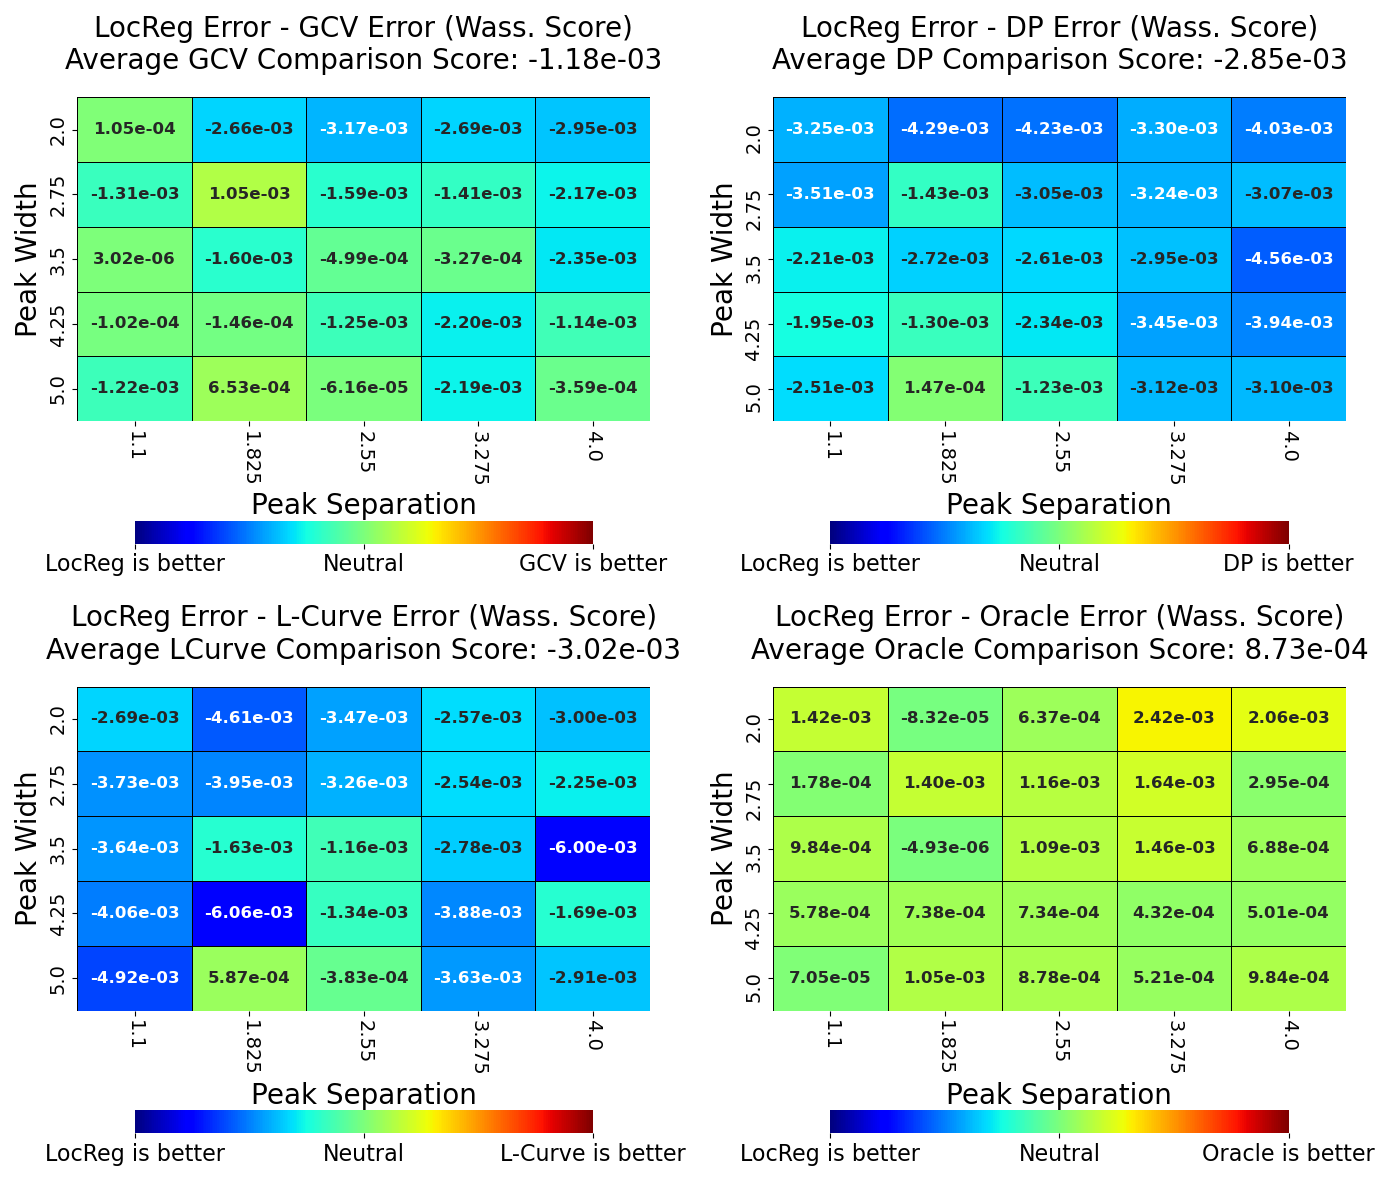 LocReg Error - GCV Error (Wass. Score)
Average GCV Comparison Score: -1.18e-03
Peak Width
2.0 1.05e-04 -2.66e-03 -3.17e-03 -2.69e-03 -2.95e-03
2.75 -1.31e-03 1.05e-03 -1.59e-03 -1.41e-03 -2.17e-03
3.5 3.02e-06 -1.60e-03 -4.99e-04 -3.27e-04 -2.35e-03
4.25 -1.02e-04 -1.46e-04 -1.25e-03 -2.20e-03 -1.14e-03
5.0 -1.22e-03 6.53e-04 -6.16e-05 -2.19e-03 -3.59e-04
1.1 1.825 2.55 3.275 4.0
Peak Separation
LocReg is better Neutral GCV is better
LocReg Error - DP Error (Wass. Score)
Average DP Comparison Score: -2.85e-03
Peak Width
2.0 -3.25e-03 -4.29e-03 -4.23e-03 -3.30e-03 -4.03e-03
2.75 -3.51e-03 -1.43e-03 -3.05e-03 -3.24e-03 -3.07e-03
3.5 -2.21e-03 -2.72e-03 -2.61e-03 -2.95e-03 -4.56e-03
4.25 -1.95e-03 -1.30e-03 -2.34e-03 -3.45e-03 -3.94e-03
5.0 -2.51e-03 1.47e-04 -1.23e-03 -3.12e-03 -3.10e-03
1.1 1.825 2.55 3.275 4.0
Peak Separation
LocReg is better Neutral DP is better
LocReg Error - L-Curve Error (Wass. Score)
Average LCurve Comparison Score: -3.02e-03
Peak Width
2.0 -2.69e-03 -4.61e-03 -3.47e-03 -2.57e-03 -3.00e-03
2.75 -3.73e-03 -3.95e-03 -3.26e-03 -2.54e-03 -2.25e-03
3.5 -3.64e-03 -1.63e-03 -1.16e-03 -2.78e-03 -6.00e-03
4.25 -4.06e-03 -6.06e-03 -1.34e-03 -3.88e-03 -1.69e-03
5.0 -4.92e-03 5.87e-04 -3.83e-04 -3.63e-03 -2.91e-03
1.1 1.825 2.55 3.275 4.0
Peak Separation
LocReg is better Neutral L-Curve is better
LocReg Error - Oracle Error (Wass. Score)
Average Oracle Comparison Score: 8.73e-04
Peak Width
2.0 1.42e-03 -8.32e-05 6.37e-04 2.42e-03 2.06e-03
2.75 1.78e-04 1.40e-03 1.16e-03 1.64e-03 2.95e-04
3.5 9.84e-04 -4.93e-06 1.09e-03 1.46e-03 6.88e-04
4.25 5.78e-04 7.38e-04 7.34e-04 4.32e-04 5.01e-04
5.0 7.05e-05 1.05e-03 8.78e-04 5.21e-04 9.84e-04
1.1 1.825 2.55 3.275 4.0
Peak Separation
LocReg is better Neutral Oracle is better